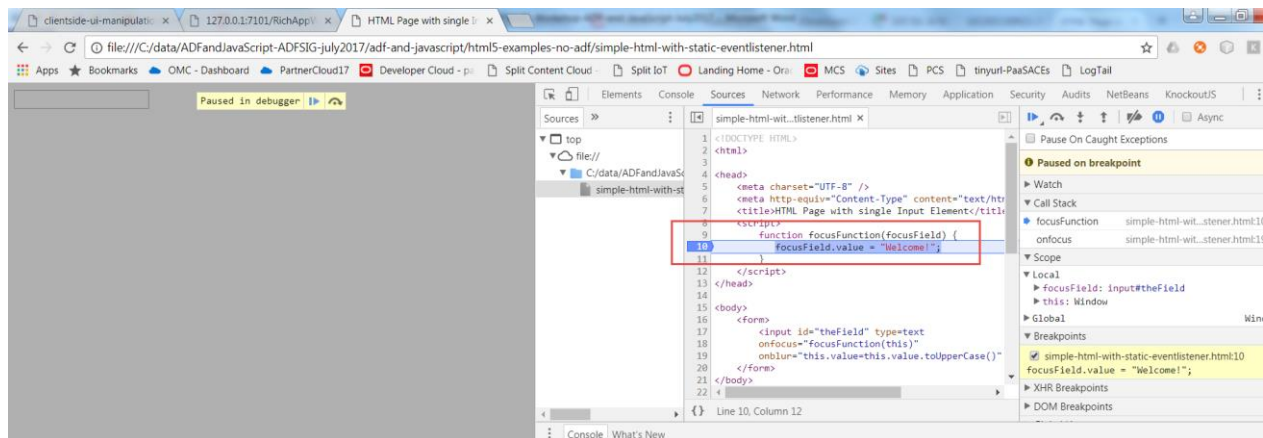 clientside-ui-manipulatic × 127.0.0.1:7101/RichAppV × HTML Page with single I ×
file:///C:/data/ADFandJavaScript-ADFSIG-july2017/adf-and-javascript/html5-examples-no-adf/simple-html-with-static-eventlistener.html
Apps Bookmarks OMC - Dashboard PartnerCloud17 Developer Cloud - pa Split Content Cloud - Split IoT Landing Home - Ora MCS Sites PCS tinyurl-PaaSACEs LogTail
Paused in debugger
Elements Console Sources Network Performance Memory Application Security Audits NetBeans KnockoutJS
Sources » simple-html-wit...tlistener.html × Async
top
file://
C:/data/ADFandJavaSc
simple-html-with-st
1 <!DOCTYPE HTML>
2 <html>
3
4 <head>
5 <meta charset="UTF-8" />
6 <meta http-equiv="Content-Type" content="text/htm
7 <title>HTML Page with single Input Element</title
8 <script>
9 function focusFunction(focusField) {
10 focusField.value = "Welcome!";
11 }
12 </script>
13 </head>
14
15 <body>
16 <form>
17 <input id="theField" type=text
18 onfocus="focusFunction(this)"
19 onblur="this.value=this.value.toUpperCase()"
20 </form>
21 </body>
22
{} Line 10, Column 12
Pause On Caught Exceptions
Paused on breakpoint
Watch
Call Stack
focusFunction simple-html-wit...stener.html:10
onfocus simple-html-wit...stener.html:19
Scope
Local
focusField: input#theField
this: Window
Global Wind
Breakpoints
simple-html-with-static-eventlistener.html:10
focusField.value = "Welcome!";
XHR Breakpoints
DOM Breakpoints
Console What's New